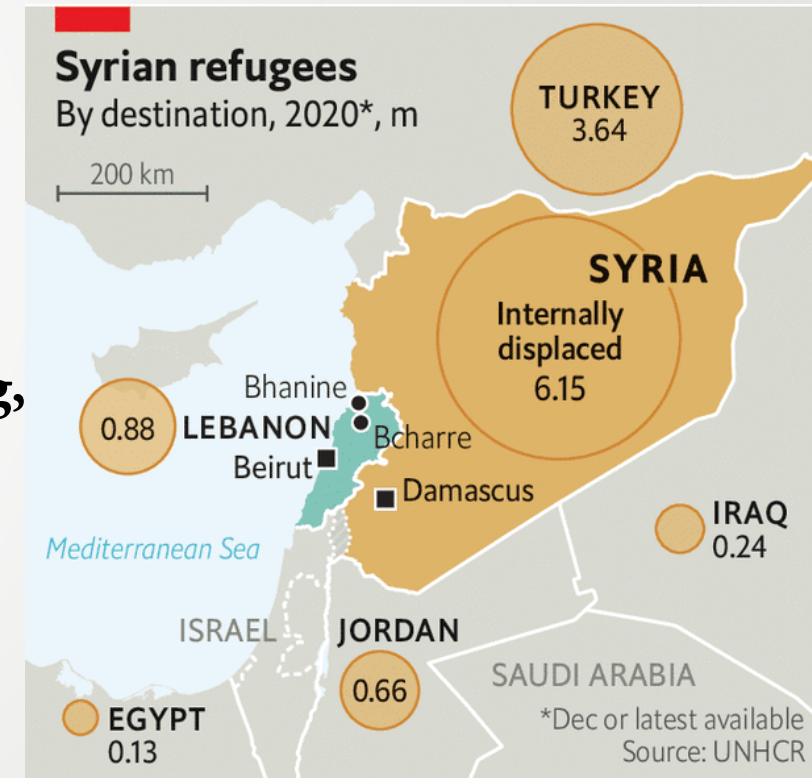 Syrian refugees
By destination, 2020*, m
200 km
TURKEY
3.64
SYRIA
Internally
displaced
6.15
g,
Bhanine
0.88 LEBANON
Bcharre
Beirut
Damascus
IRAQ
0.24
Mediterranean Sea
ISRAEL
JORDAN
0.66
SAUDI ARABIA
EGYPT
0.13
*Dec or latest available
Source: UNHCR